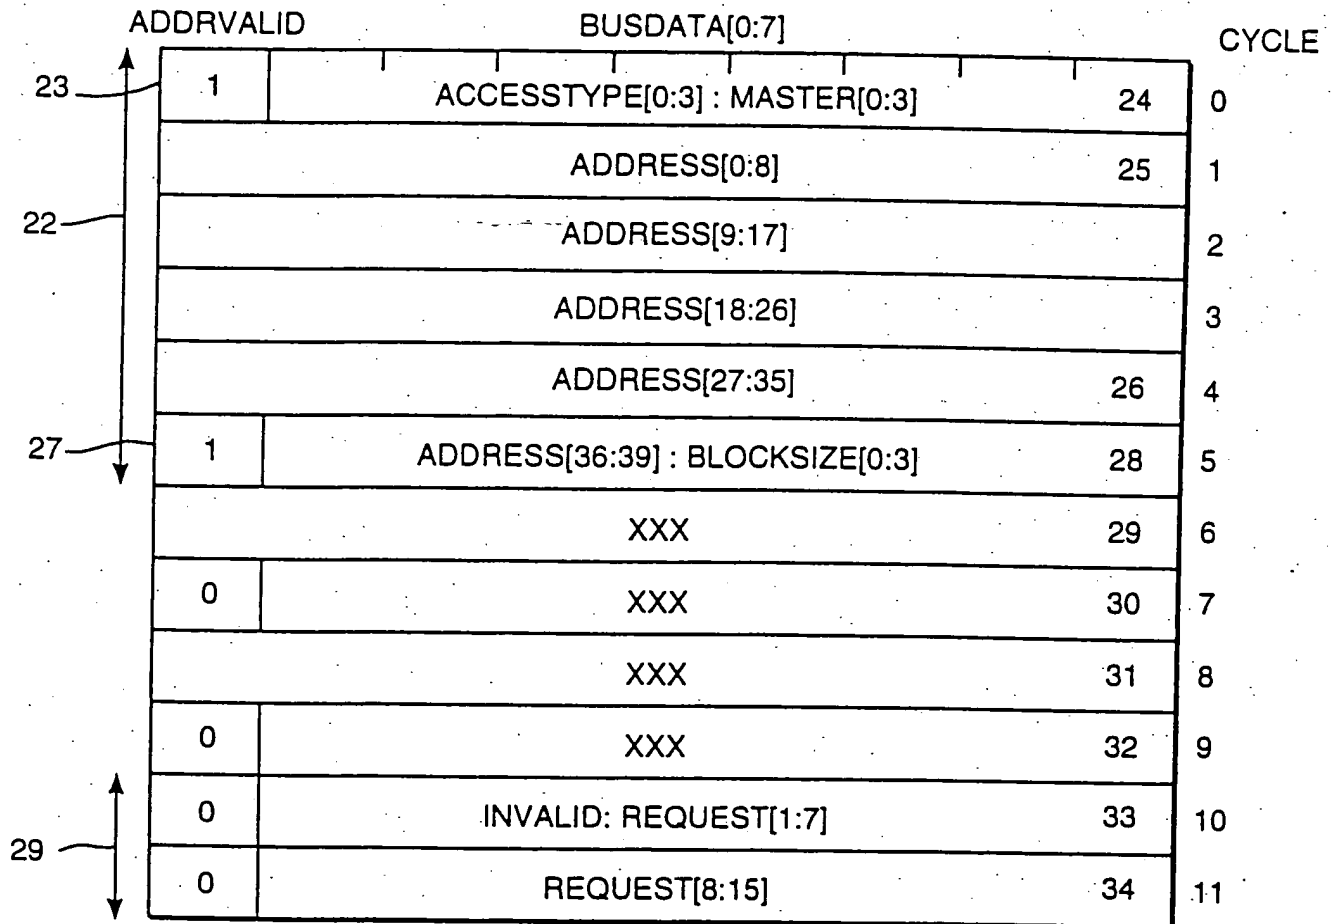 ADDRVALID BUSDATA[0:7] CYCLE
23 1 ACCESSTYPE[0:3] : MASTER[0:3] 24 0
ADDRESS[0:8] 25 1
22 ADDRESS[9:17] 2
ADDRESS[18:26] 3
ADDRESS[27:35] 26 4
27 1 ADDRESS[36:39] : BLOCKSIZE[0:3] 28 5
XXX 29 6
0 XXX 30 7
XXX 31 8
0 XXX 32 9
0 INVALID: REQUEST[1:7] 33 10
29 0 REQUEST[8:15] 34 11